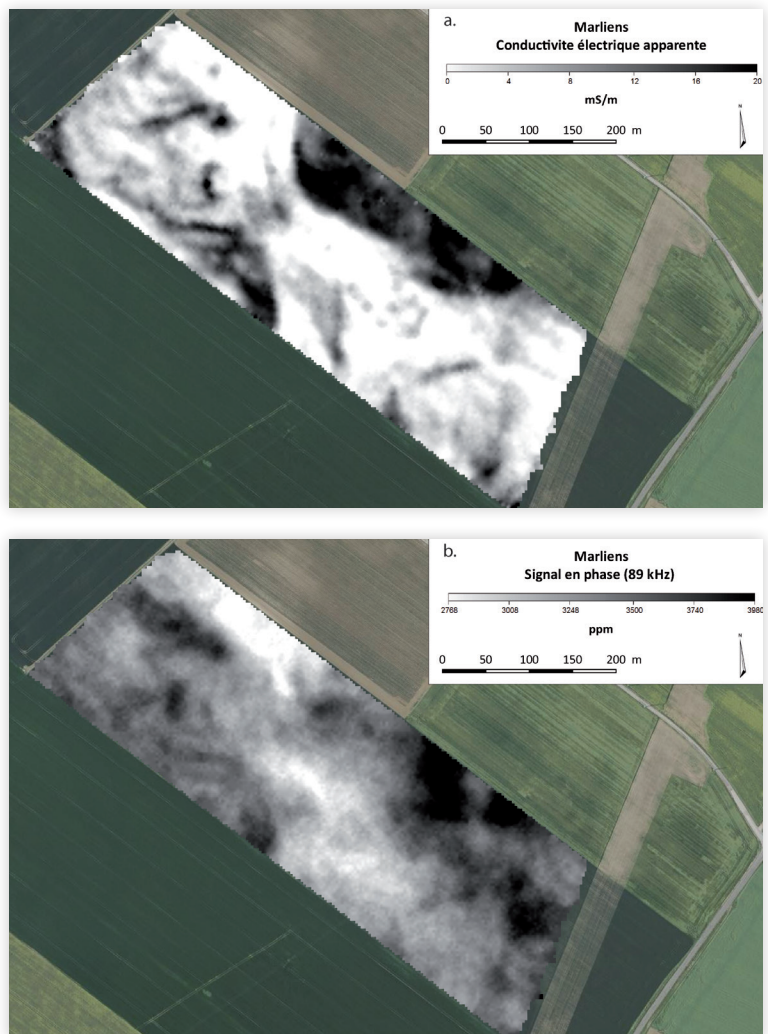 a.
Marliens
Conductivite électrique apparente
0 4 8 12 16 20
mS/m
0 50 100 150 200 m
N
b.
Marliens
Signal en phase (89 kHz)
2768 3008 3248 3500 3740 3980
ppm
0 50 100 150 200 m
N